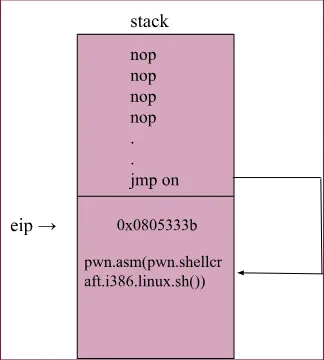 stack
nop
nop
nop
nop
.
.
jmp on
eip →
0x0805333b
pwn.asm(pwn.shellcr
aft.i386.linux.sh())